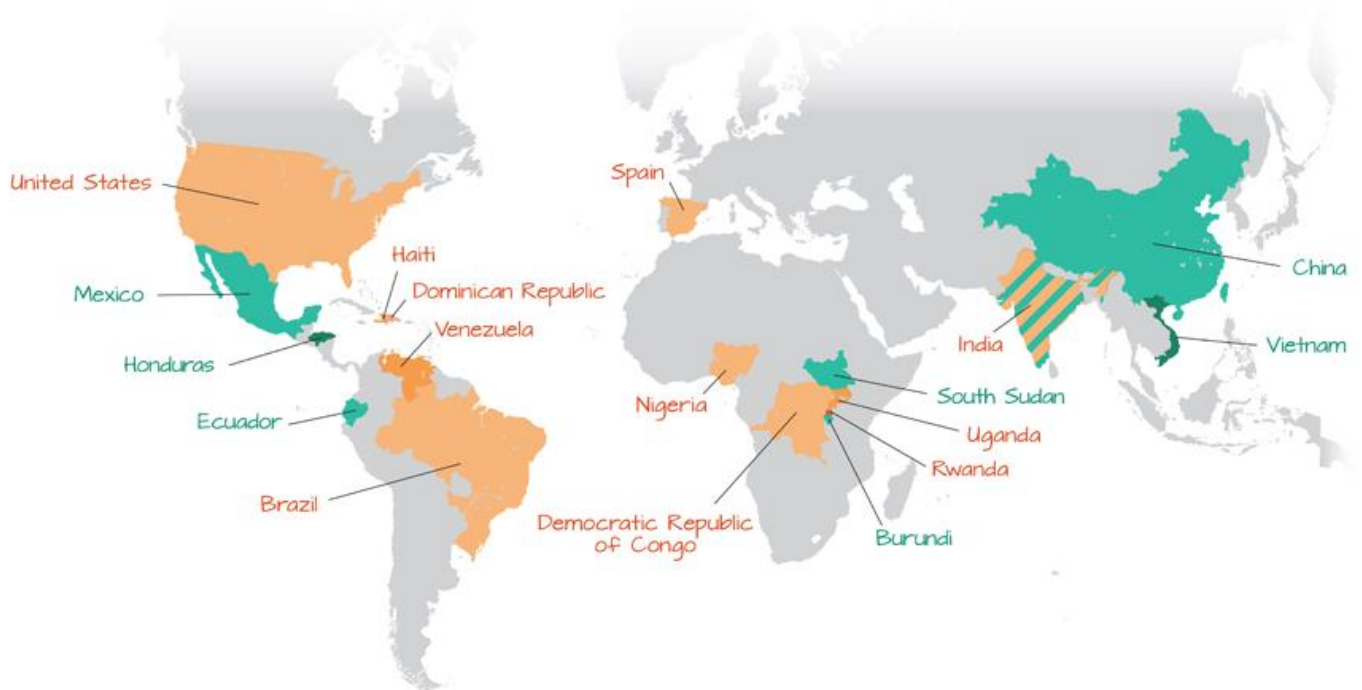 United States
Spain
Haiti
Dominican Republic
China
Mexico
Venezuela
India
Vietnam
Honduras
Nigeria
South Sudan
Ecuador
Uganda
Rwanda
Brazil
Democratic Republic
of Congo
Burundi